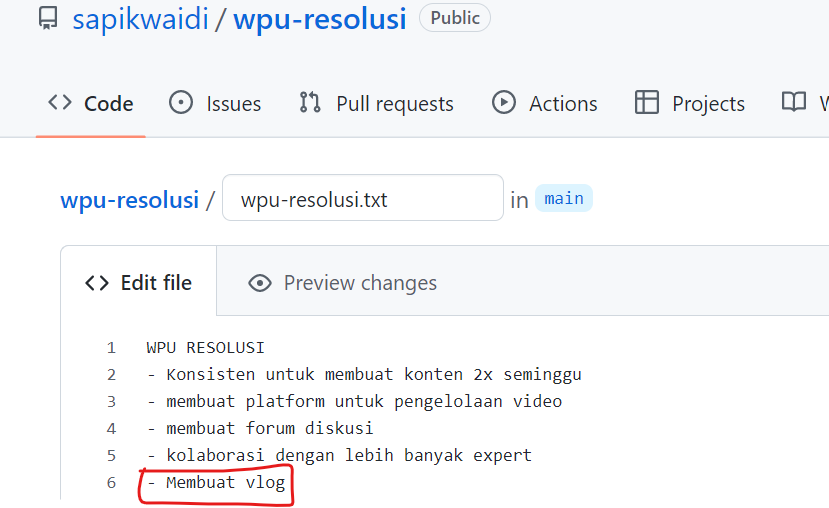 sapikwaidi / wpu-resolusi Public
Code Issues Pull requests Actions Projects
wpu-resolusi / wpu-resolusi.txt in main
Edit file Preview changes
1 WPU RESOLUSI
2 - Konsisten untuk membuat konten 2x seminggu
3 - membuat platform untuk pengelolaan video
4 - membuat forum diskusi
5 - kolaborasi dengan lebih banyak expert
6 - Membuat vlog